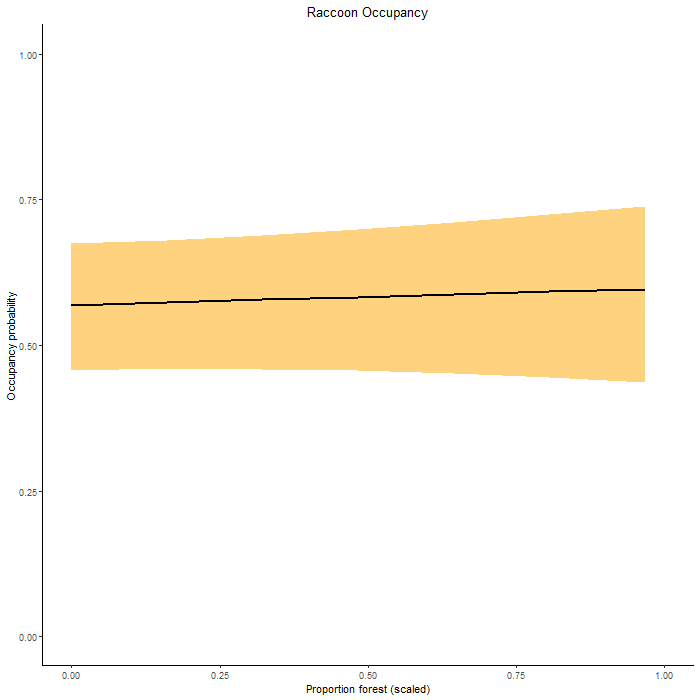 Raccoon Occupancy
1.00
0.75
0.50
0.25
0.00
Occupancy probability
0.00 0.25 0.50 0.75 1.00
Proportion forest (scaled)